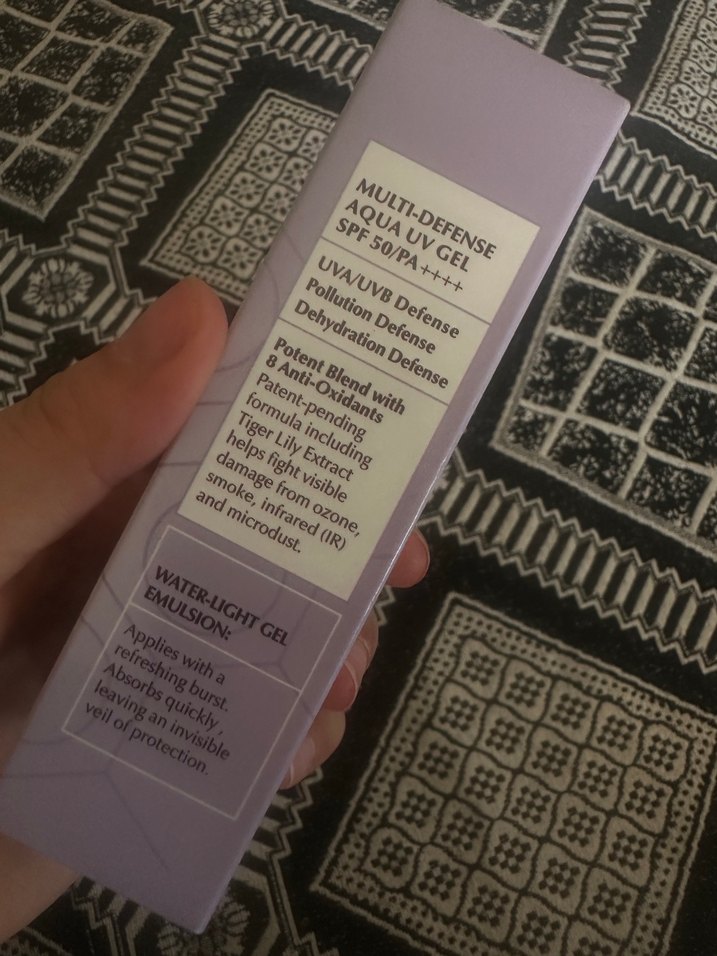 MULTI-DEFENSE
AQUA UV GEL
SPF 50/PA++++
UVA/UVB Defense
Pollution Defense
Dehydration Defense
Potent Blend with
8 Anti-Oxidants
Patent-pending
formula including
Tiger Lily Extract
helps fight visible
damage from ozone,
smoke, infrared (IR)
and microdust.
WATER-LIGHT GEL
EMULSION:
Applies with a
refreshing burst.
Absorbs quickly,
leaving an invisible
veil of protection.